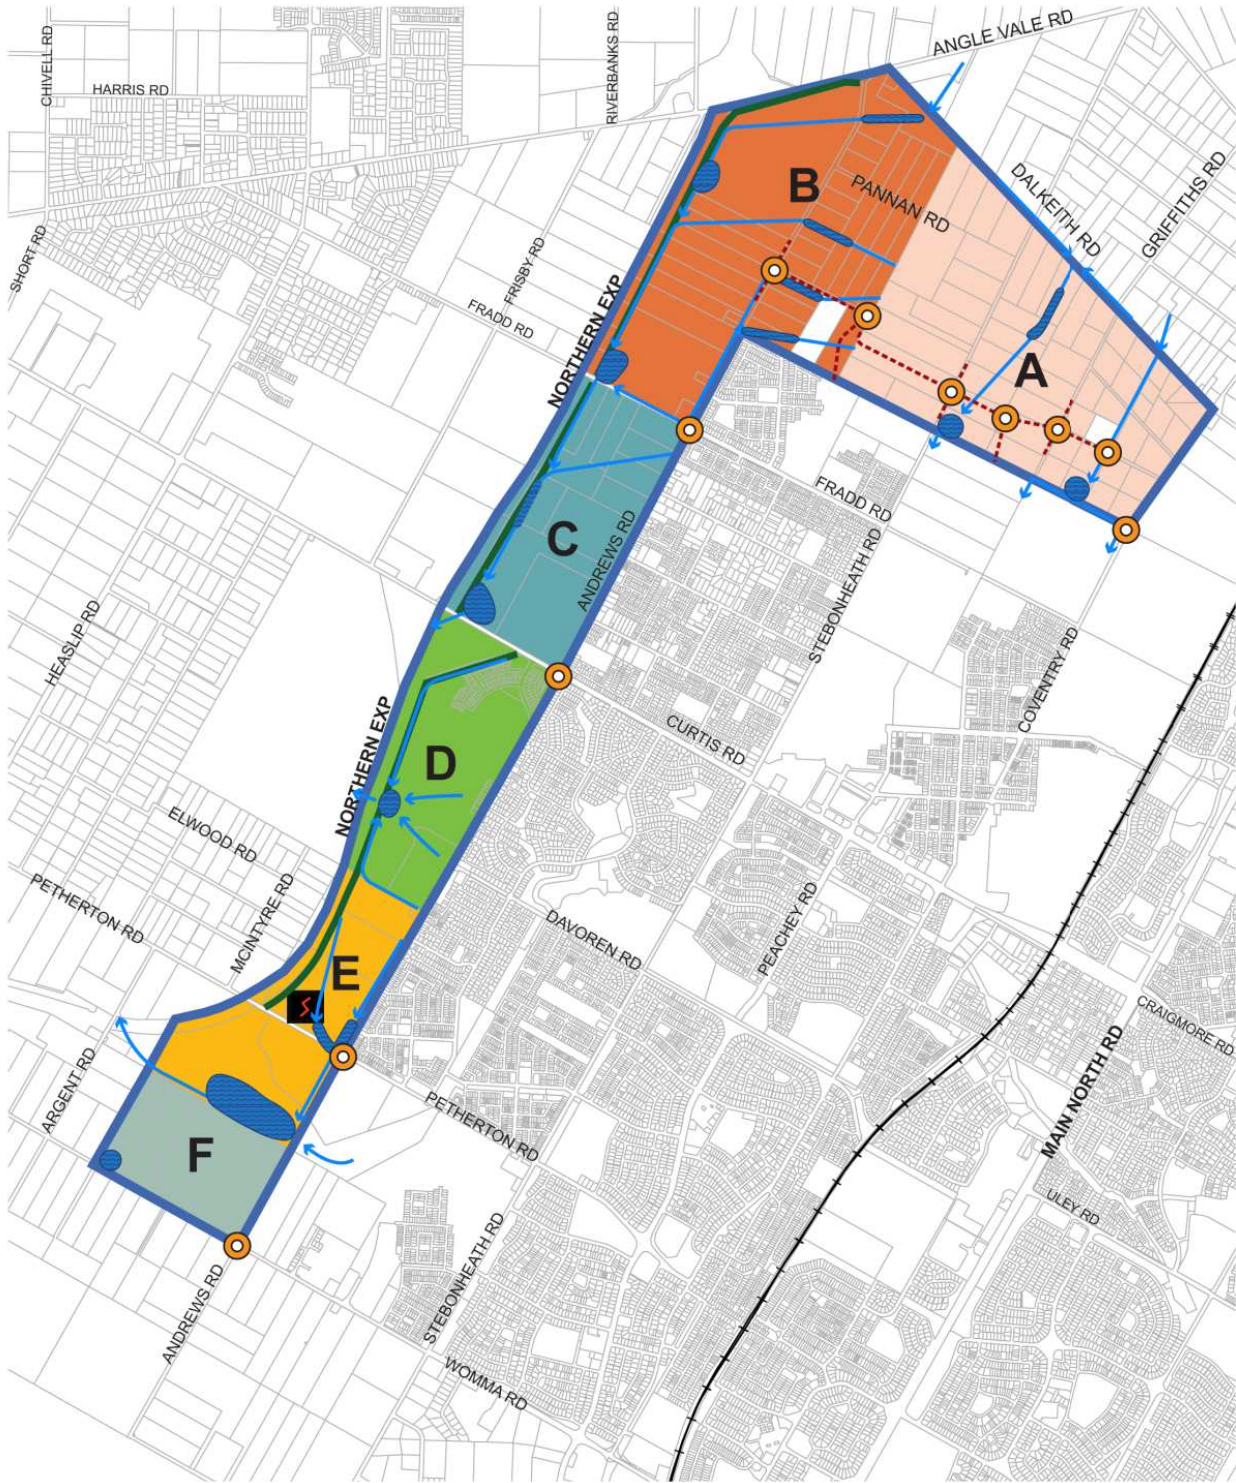 ANGLE VALE RD
CHIVELL RD
RIVERBANKS RD
HARRIS RD
DALKEITH RD
GRIFFITHS RD
B
PANNAN RD
SHORT RD
FRISBY RD
FRADD RD
NORTHERN EXP
A
FRADD RD
C
ANDREWS RD
STEBONHEATH RD
HEASLIP RD
COVENTRY RD
CURTIS RD
NORTHERN EXP
D
ELWOOD RD
PETHERTON RD
MCINTYRE RD
DAVOREN RD
PEACHEY RD
E
CRAIGMORE RD
ARGENT RD
MAIN NORTH RD
PETHERTON RD
F
ULEY RD
STEBONHEATH RD
ANDREWS RD
WOMMA RD